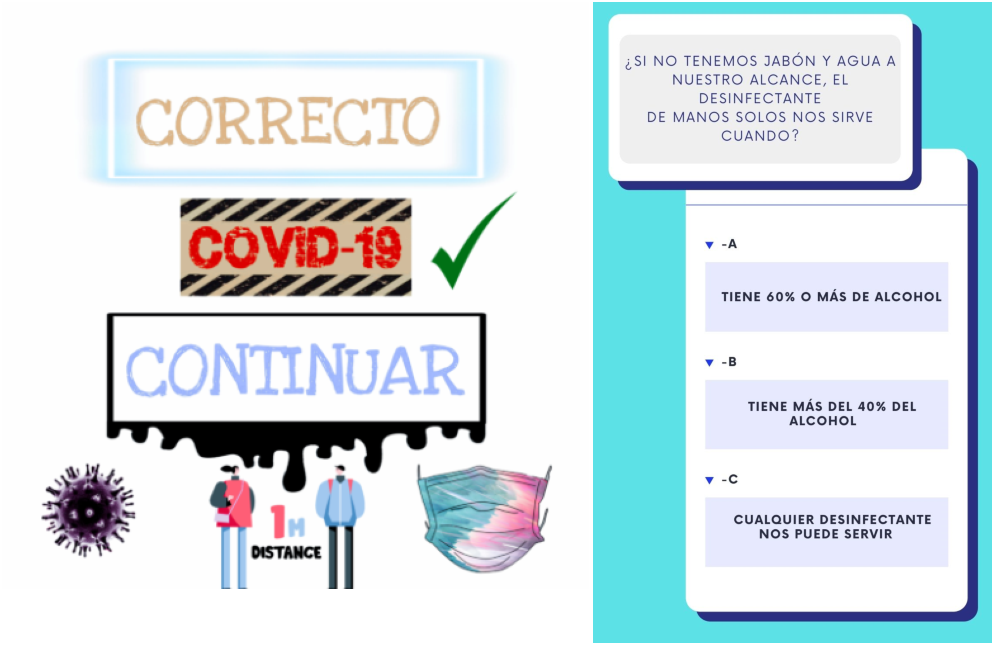 CORRECTO
COVID-19
CONTINUAR
1M
DISTANCE
¿SI NO TENEMOS JABÓN Y AGUA A
NUESTRO ALCANCE, EL
DESINFECTANTE
DE MANOS SOLOS NOS SIRVE
CUANDO?
-A
TIENE 60% O MÁS DE ALCOHOL
-B
TIENE MÁS DEL 40% DEL
ALCOHOL
-C
CUALQUIER DESINFECTANTE
NOS PUEDE SERVIR